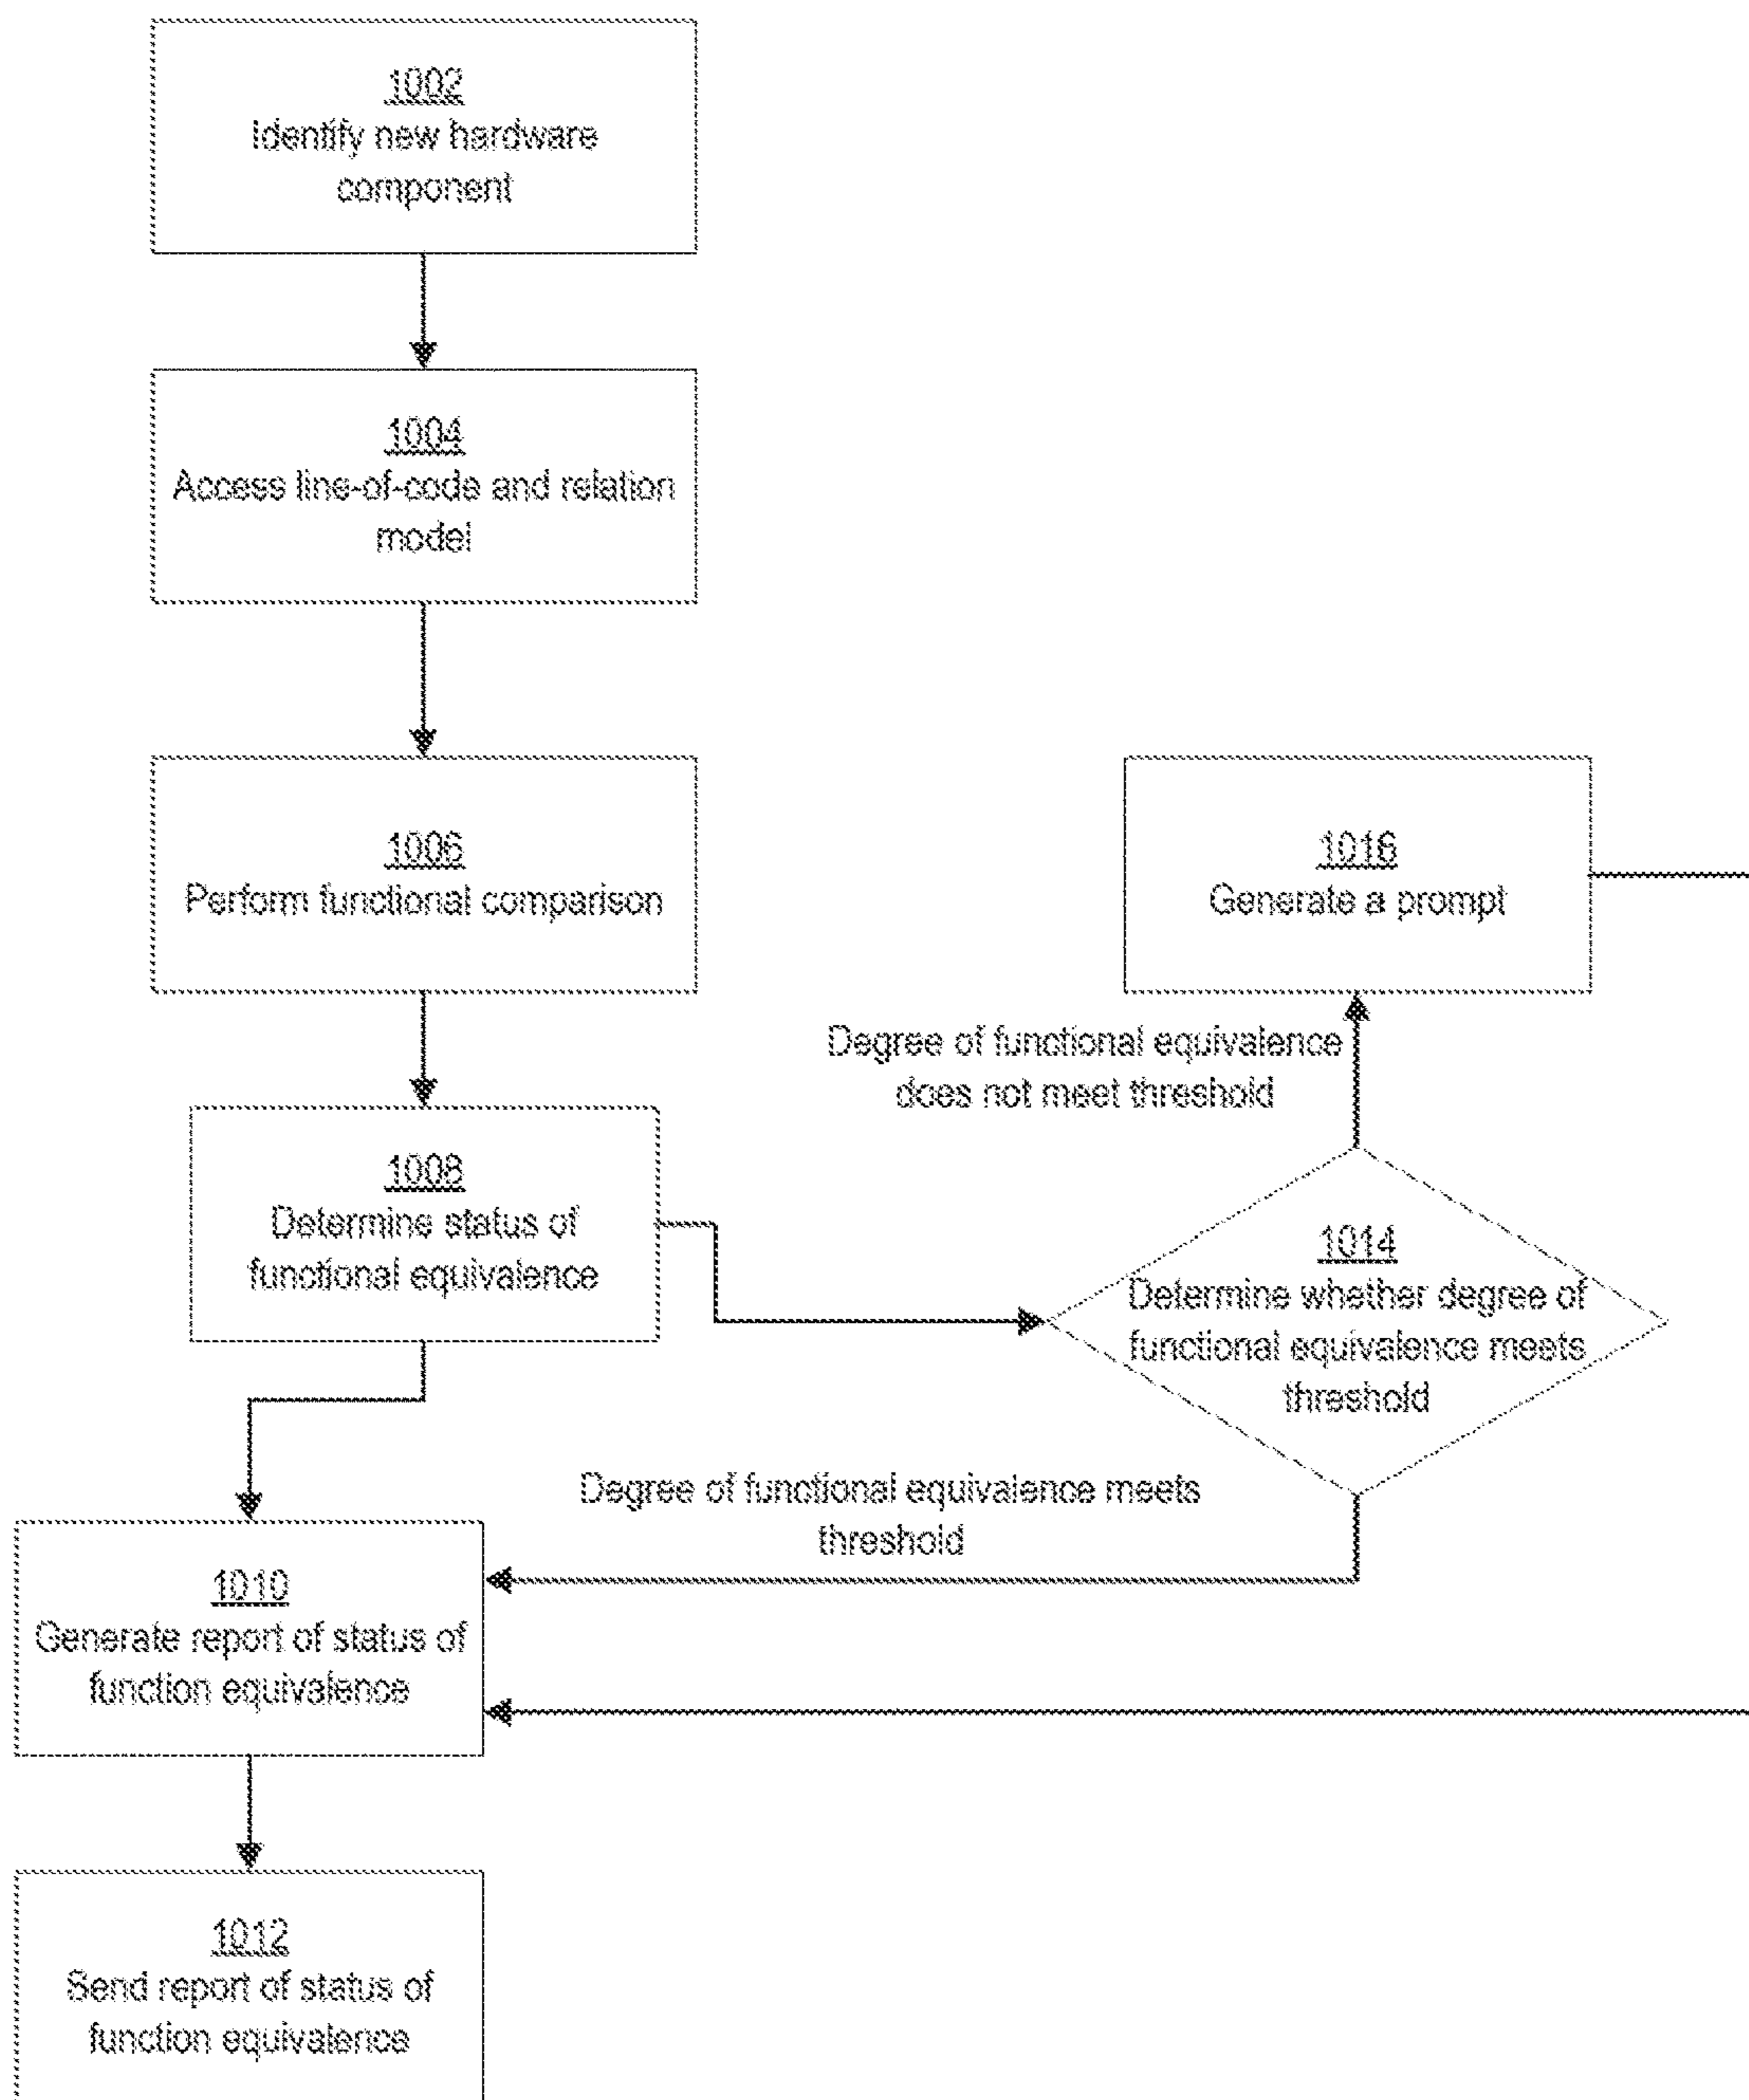 1002
Identify new hardware
component
1004
Access line-of-code and relation
model
1006
Perform functional comparison
1016
Generate a prompt
Degree of functional equivalence
does not meet threshold
1008
Determine status of
functional equivalence
1014
Determine whether degree of
functional equivalence meets
threshold
Degree of functional equivalence meets
threshold
1010
Generate report of status of
function equivalence
1012
Send report of status of
function equivalence